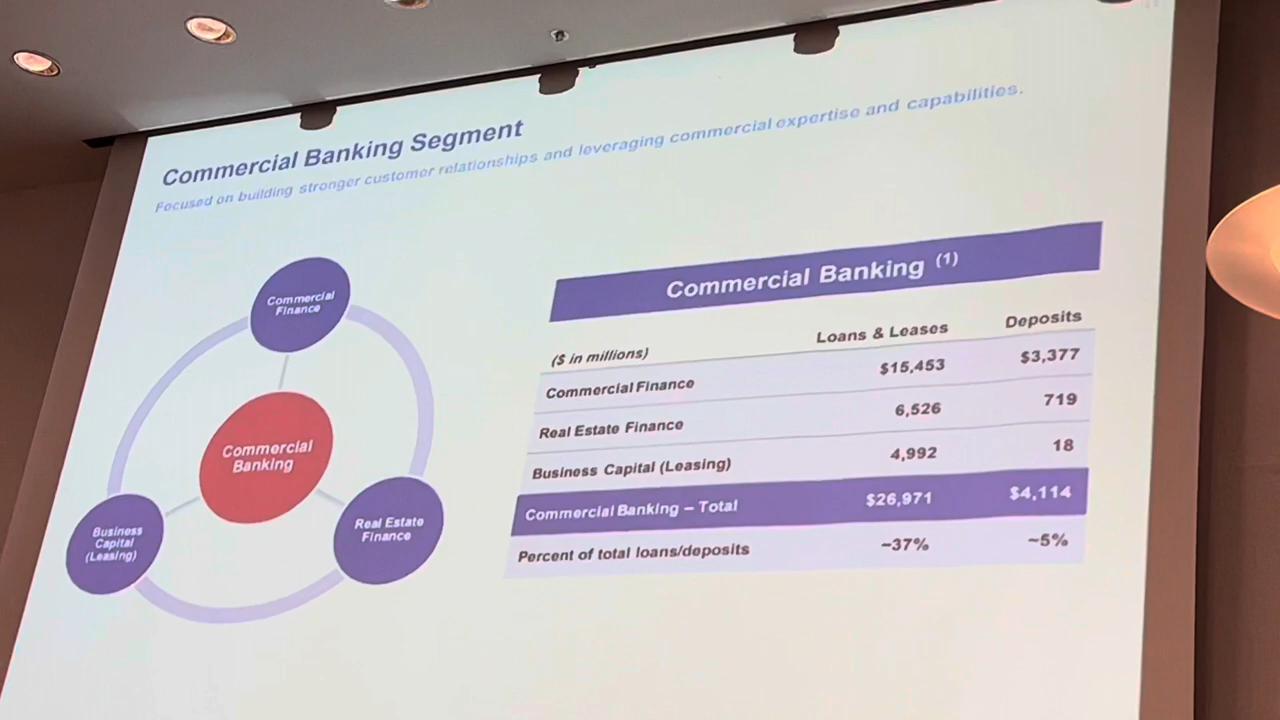 Commercial Banking Segment
Focused on building stronger customer relationships and leveraging commercial expertise and capabilities.
Commercial
Finance
Commercial
Banking
Business
Capital
(Leasing)
Real Estate
Finance
Commercial Banking (1)
($ in millions) Loans & Leases Deposits
Commercial Finance $15,453 $3,377
Real Estate Finance 6,526 719
Business Capital (Leasing) 4,992 18
Commercial Banking – Total $26,971 $4,114
Percent of total loans/deposits ~37% ~5%